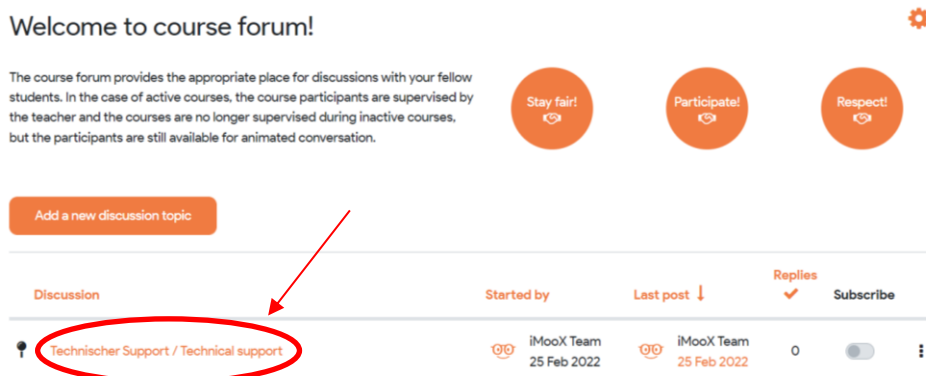 Welcome to course forum!
The course forum provides the appropriate place for discussions with your fellow
students. In the case of active courses, the course participants are supervised by
the teacher and the courses are no longer supervised during inactive courses,
but the participants are still available for animated conversation.
Stay fair!
Participate!
Respect!
Add a new discussion topic
Discussion
Started by
Last post
Replies
Subscribe
Technischer Support / Technical support
iMooX Team
25 Feb 2022
iMooX Team
25 Feb 2022
0